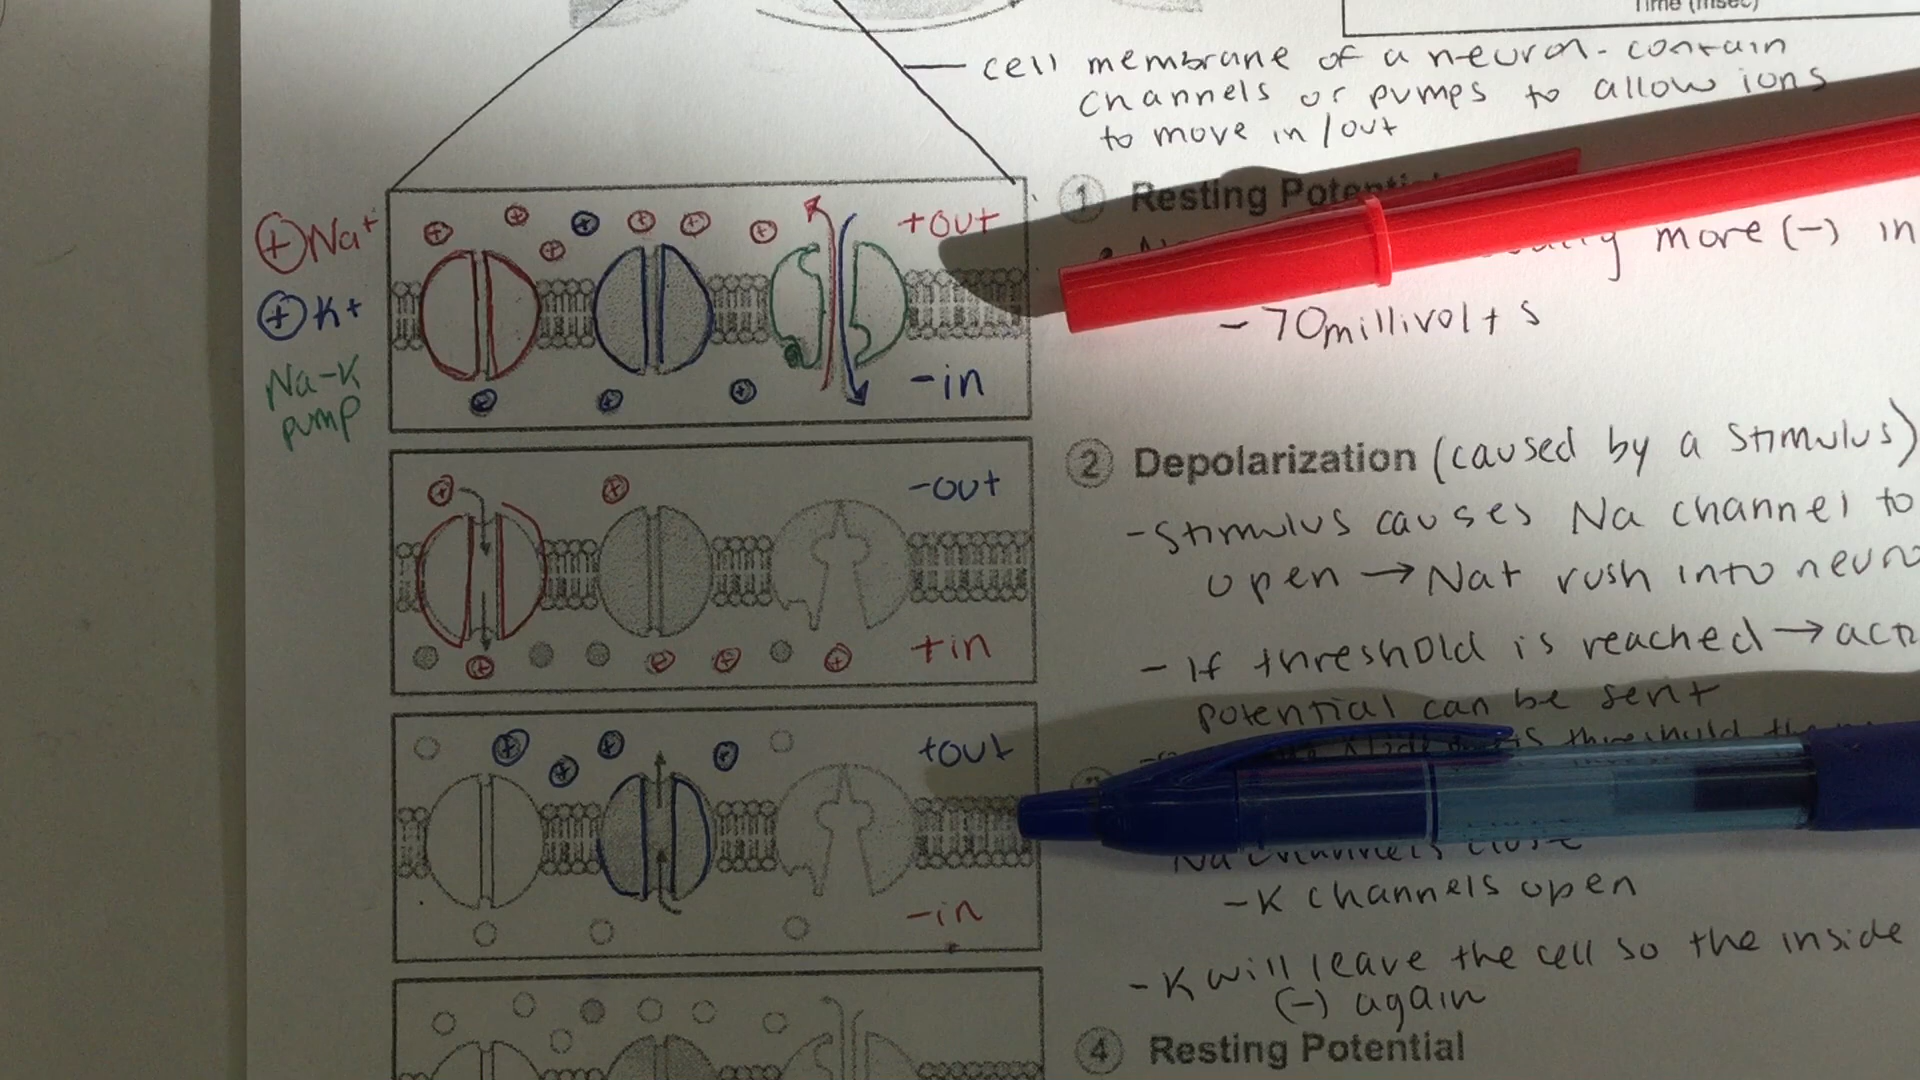 Time (msec)
cell membrane of a neuron - contain
channels or pumps to allow ions
to move in/out
+ Na+
+ K+
Na-K
pump
+out
-in
1 Resting
more (-) in
-70millivolts
-out
+in
2 Depolarization (caused by a stimulus)
-Stimulus causes Na channel to
open → Na+ rush into
- If threshold is reached →
potential can be sent
threshold
+out
-in
Na
-K channels open
-K will leave the cell so the inside
(-) again
4 Resting Potential